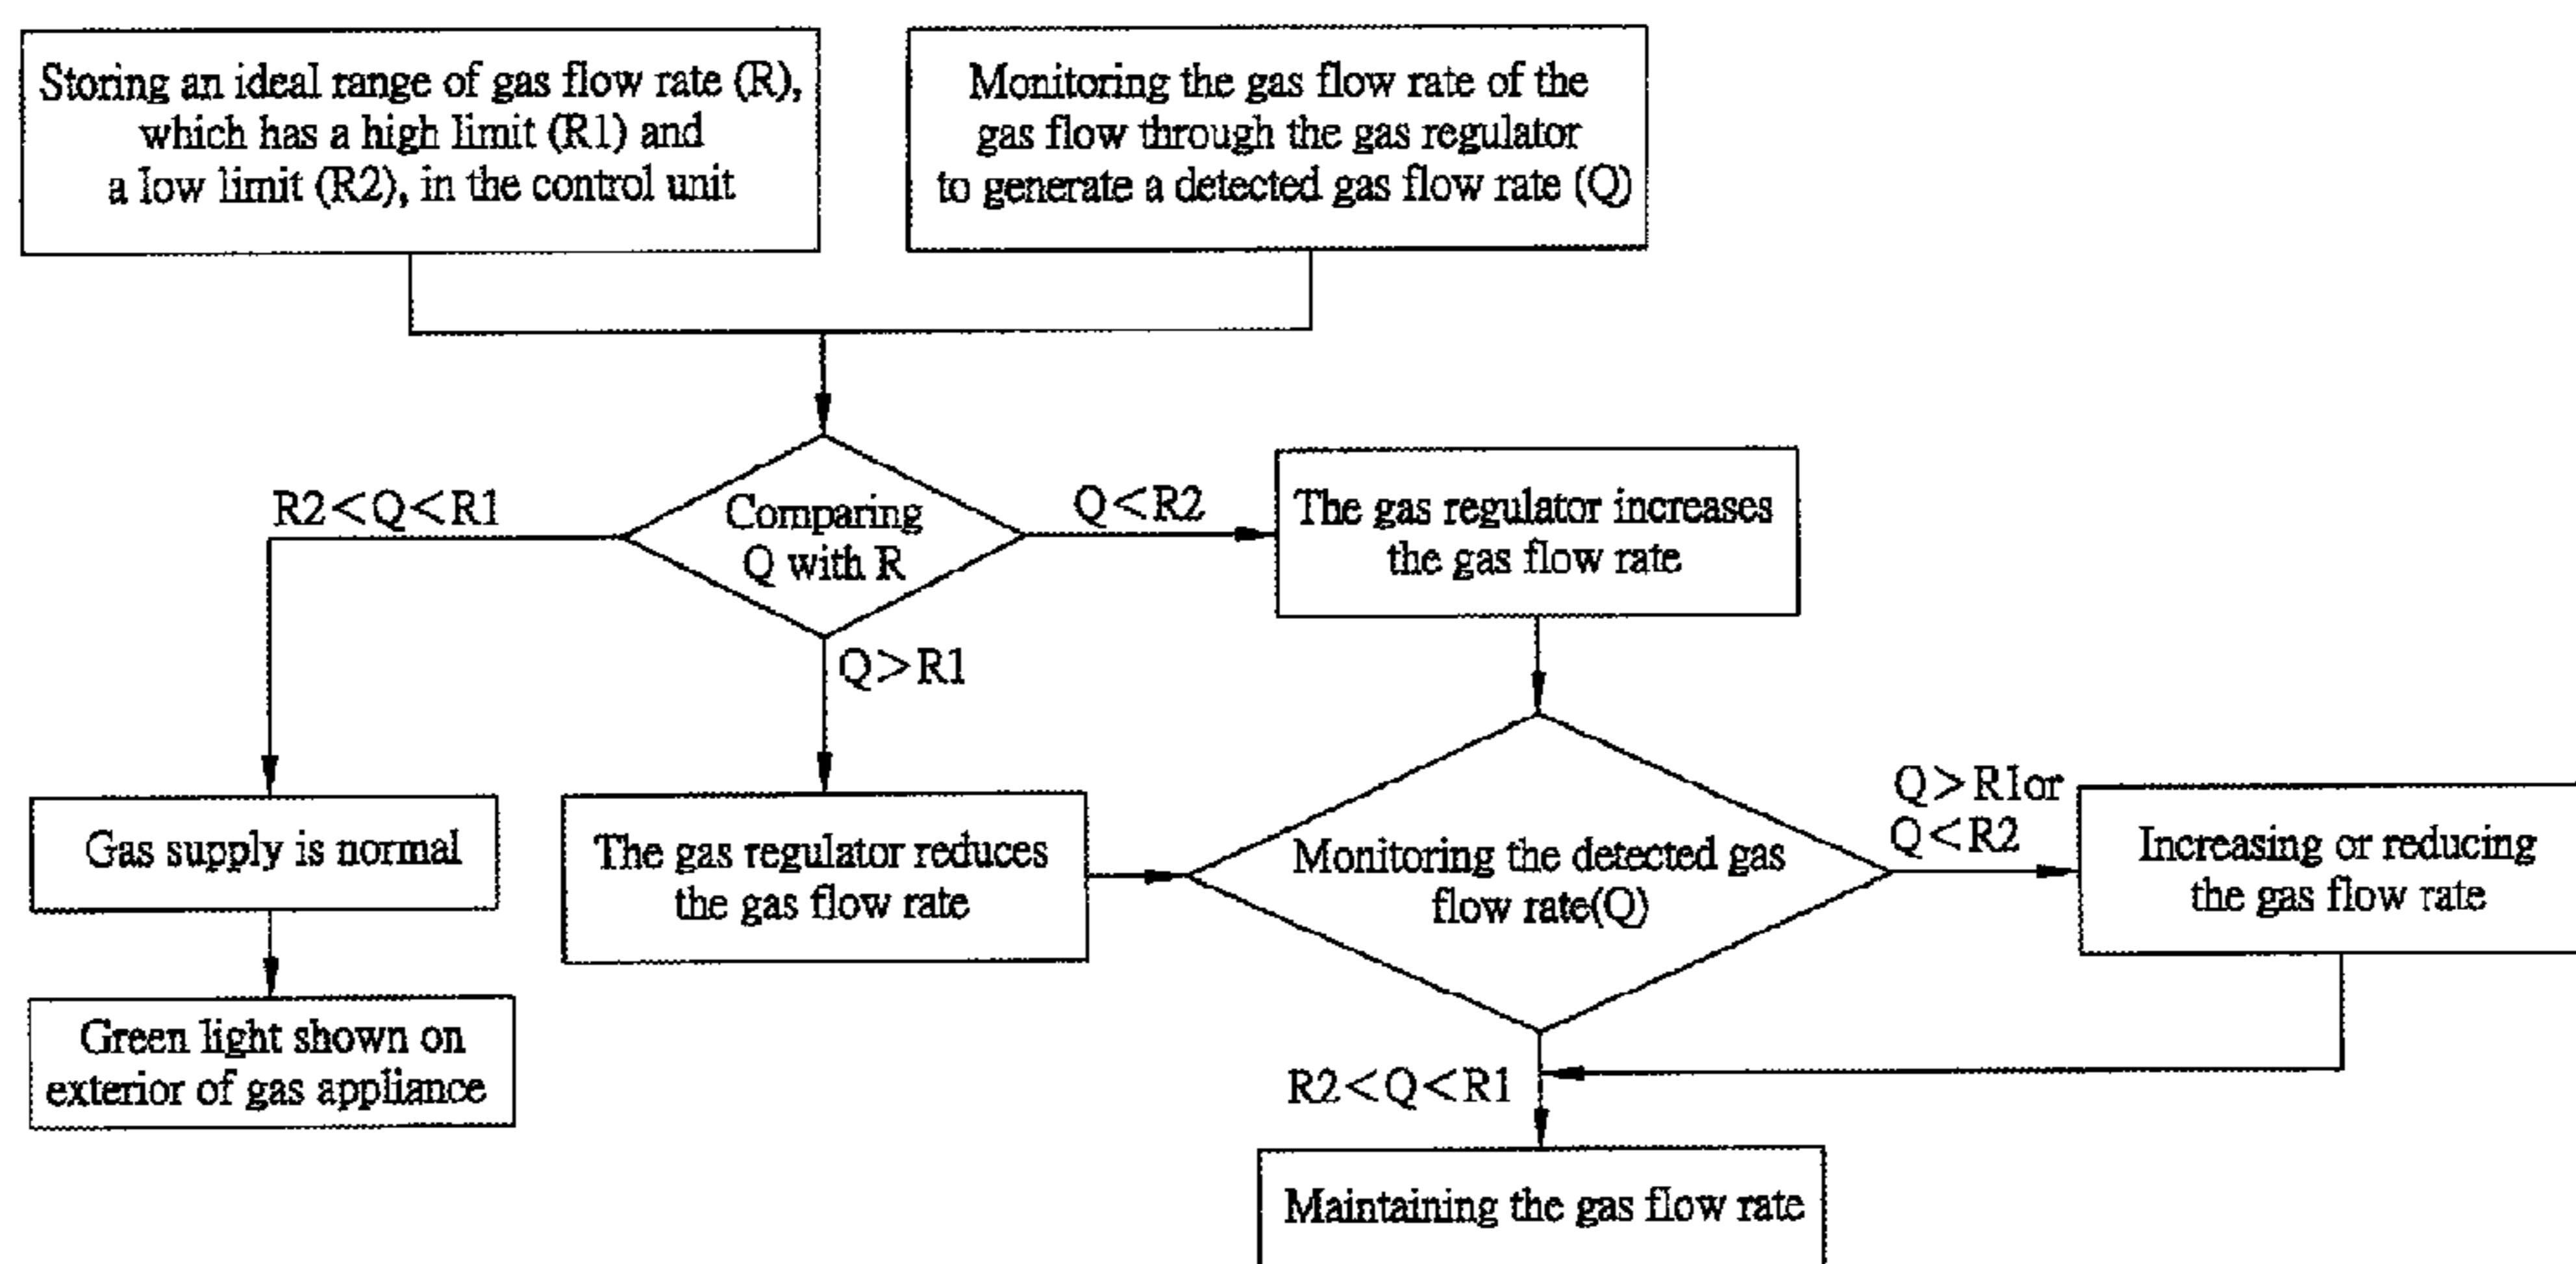 Storing an ideal range of gas flow rate (R),
which has a high limit (R1) and
a low limit (R2), in the control unit
Monitoring the gas flow rate of the
gas flow through the gas regulator
to generate a detected gas flow rate (Q)
R2<Q<R1
Comparing
Q with R
Q<R2
The gas regulator increases
the gas flow rate
Q>R1
Gas supply is normal
The gas regulator reduces
the gas flow rate
Monitoring the detected gas
flow rate(Q)
Q>R1or
Q<R2
Increasing or reducing
the gas flow rate
Green light shown on
exterior of gas appliance
R2<Q<R1
Maintaining the gas flow rate